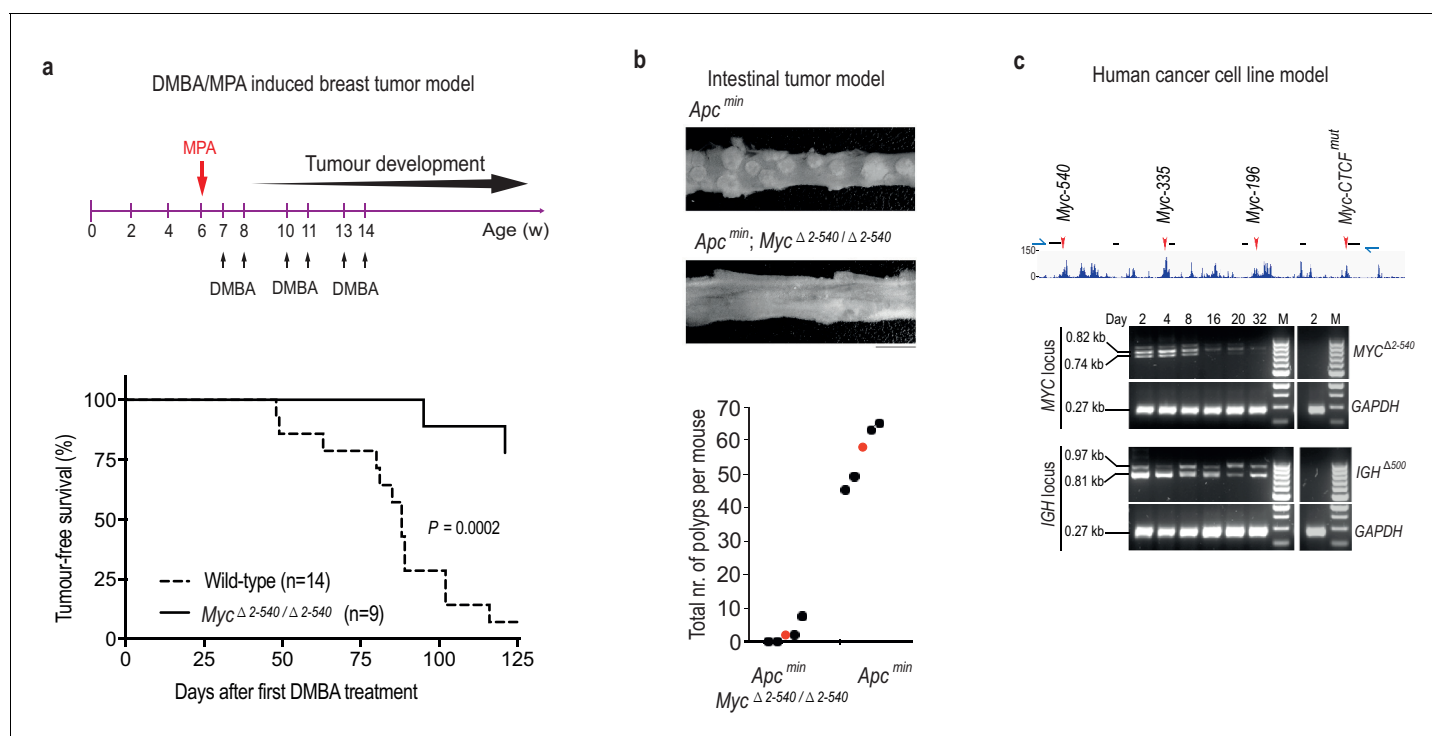 a
DMBA/MPA induced breast tumor model
MPA
Tumour development
0 2 4 6 7 8 10 11 13 14 Age (w)
DMBA DMBA DMBA
100
75
50
25
0
Tumour-free survival (%)
P = 0.0002
Wild-type (n=14)
Myc Δ 2-540 / Δ 2-540 (n=9)
0 25 50 75 100 125
Days after first DMBA treatment
b
Intestinal tumor model
Apc min
Apc min; Myc Δ 2-540 / Δ 2-540
70
60
50
40
30
20
10
0
Total nr. of polyps per mouse
Apc min
Myc Δ 2-540 / Δ 2-540
Apc min
c
Human cancer cell line model
Myc-540
Myc-335
Myc-196
Myc-CTCF mut
150
0
Day 2 4 8 16 20 32 M 2 M
MYC locus
0.82 kb
0.74 kb
MYC Δ2-540
0.27 kb
GAPDH
IGH locus
0.97 kb
0.81 kb
IGH Δ500
0.27 kb
GAPDH